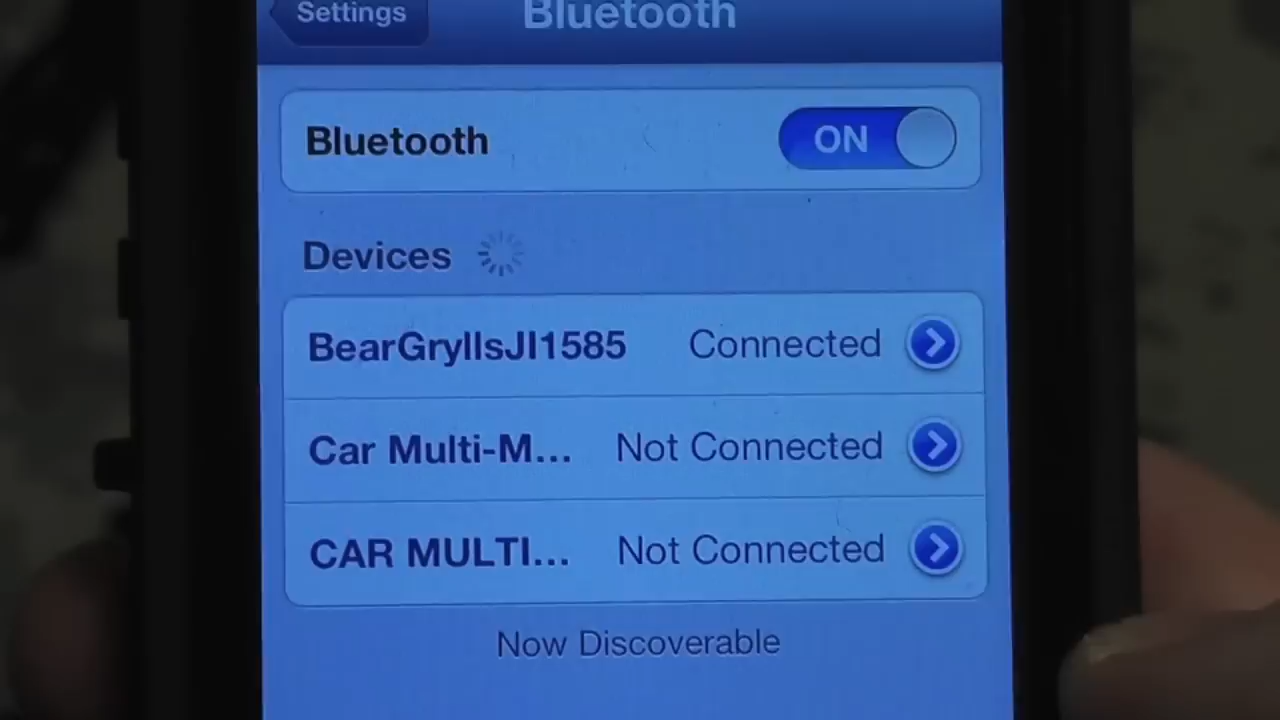 Settings
Bluetooth
Bluetooth
ON
Devices
BearGryllsJI1585 Connected
Car Multi-M... Not Connected
CAR MULTI... Not Connected
Now Discoverable